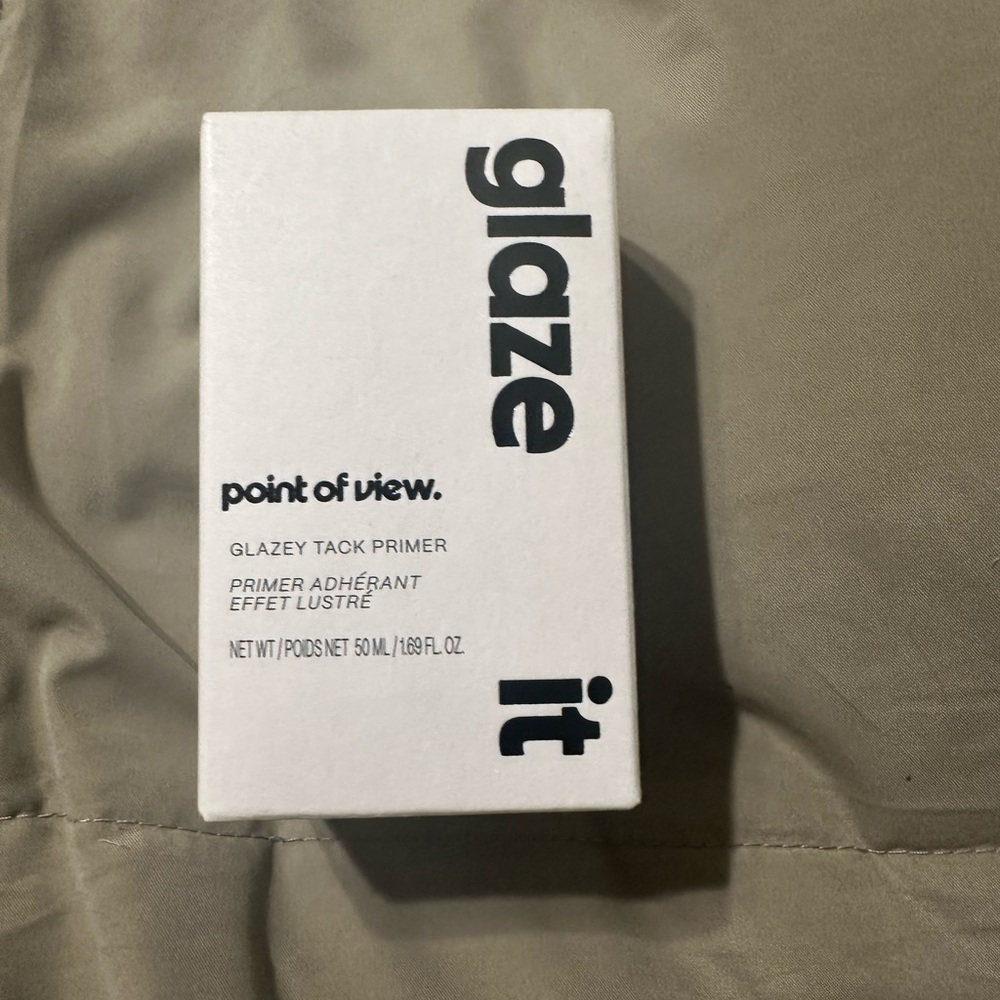 glaze it
point of view.
GLAZEY TACK PRIMER
PRIMER ADHÉRANT
EFFET LUSTRÉ
NET WT / POIDS NET 50 ML / 1.69 FL. OZ.